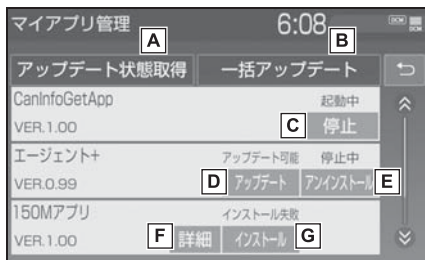 マイアプリ管理 6:08 DCM
A B
アップデート状態取得 一括アップデート
CanInfoGetApp 起動中
VER.1.00 C 停止
エージェント+ アップデート可能 停止中
VER.0.99 D アップデート アンインストール E
150Mアプリ インストール失敗
VER.1.00 F 詳細 インストール G